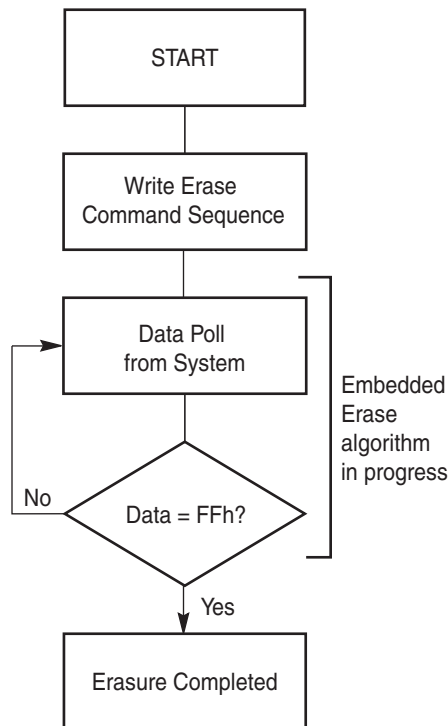 START
Write Erase
Command Sequence
Data Poll
from System
Embedded
Erase
algorithm
in progress
No
Data = FFh?
Yes
Erasure Completed